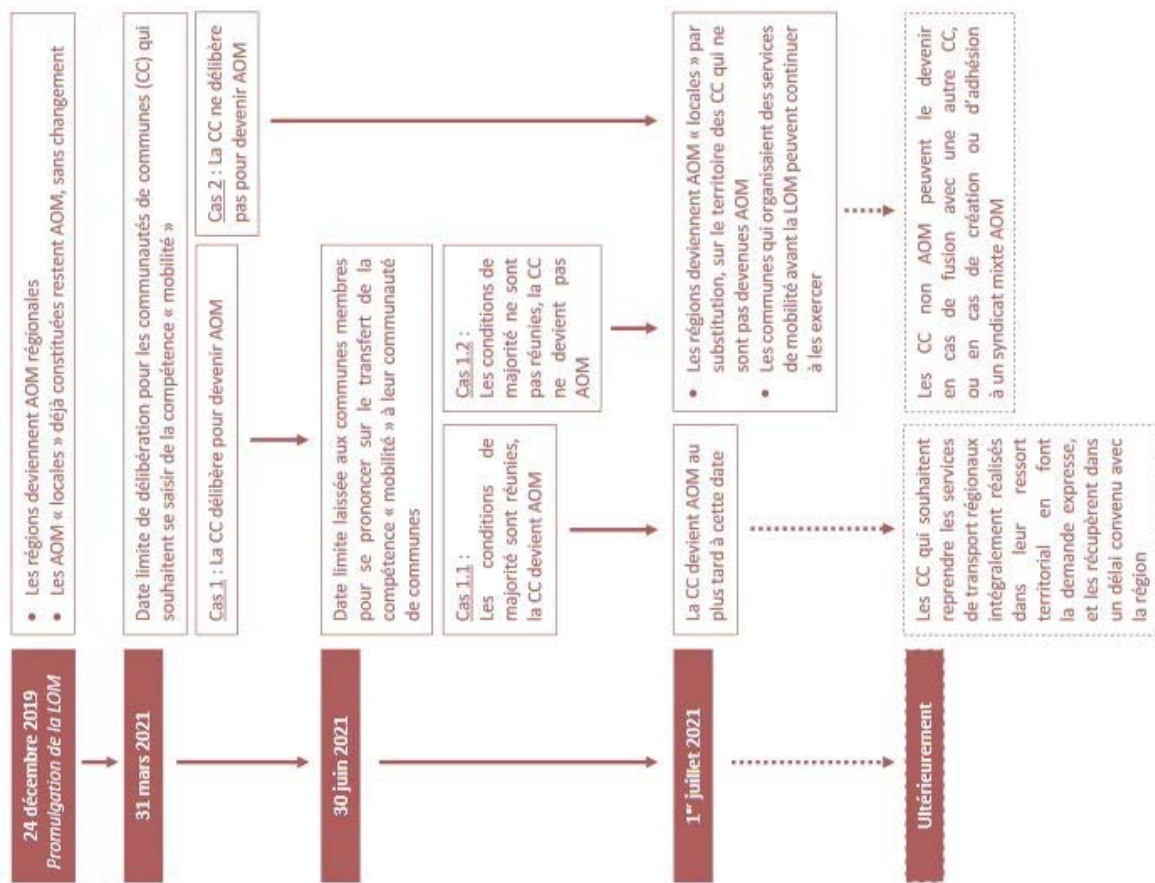 24 décembre 2019
Promulgation de la LOM
• Les régions deviennent AOM régionales
• Les AOM « locales » déjà constituées restent AOM, sans changement
31 mars 2021
Date limite de délibération pour les communautés de communes (CC) qui
souhaitent se saisir de la compétence « mobilité »
Cas 1 : La CC délibère pour devenir AOM
Cas 2 : La CC ne délibère
pas pour devenir AOM
30 juin 2021
Date limite laissée aux communes membres
pour se prononcer sur le transfert de la
compétence « mobilité » à leur communauté
de communes
Cas 1.1 :
Les conditions de
majorité sont réunies,
la CC devient AOM
Cas 1.2 :
Les conditions de
majorité ne sont
pas réunies, la CC
ne devient pas
AOM
1er juillet 2021
La CC devient AOM au
plus tard à cette date
• Les régions deviennent AOM « locales » par
substitution, sur le territoire des CC qui ne
sont pas devenues AOM
• Les communes qui organisaient des services
de mobilité avant la LOM peuvent continuer
à les exercer
Ultérieurement
Les CC qui souhaitent
reprendre les services
de transport régionaux
intégralement réalisés
dans leur ressort
territorial en font
la demande expresse,
et les récupèrent dans
un délai convenu avec
la région
Les CC non AOM peuvent le devenir
en cas de fusion avec une autre CC,
ou en cas de création ou d'adhésion
à un syndicat mixte AOM